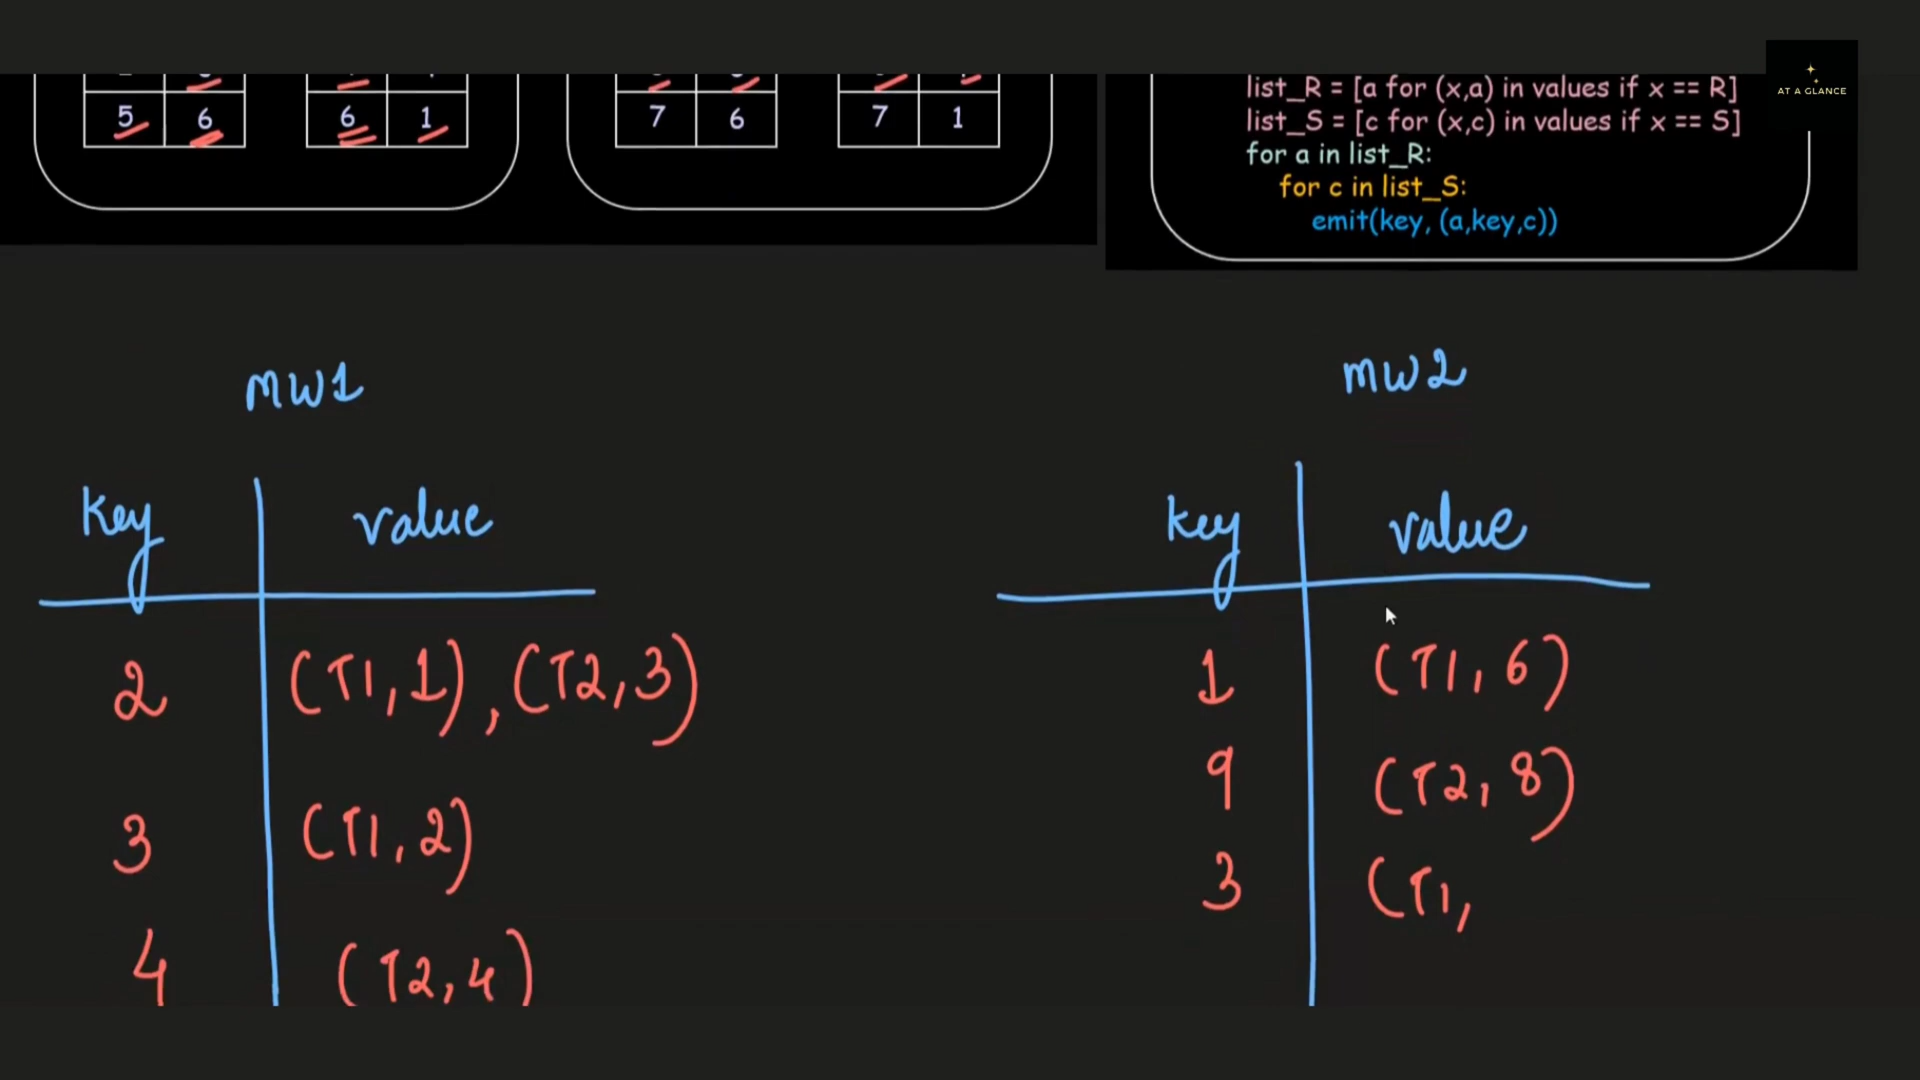 list_R = [a for (x,a) in values if x == R]
AT A GLANCE
5 6 6 1 7 6 7 1
list_S = [c for (x,c) in values if x == S]
for a in list_R:
for c in list_S:
emit(key, (a,key,c))
MW1
MW2
Key value
key value
2 (T1,1), (T2,3)
1 (T1,6)
9 (T2,8)
3 (T1,2)
3 (T1,
4 (T2,4)